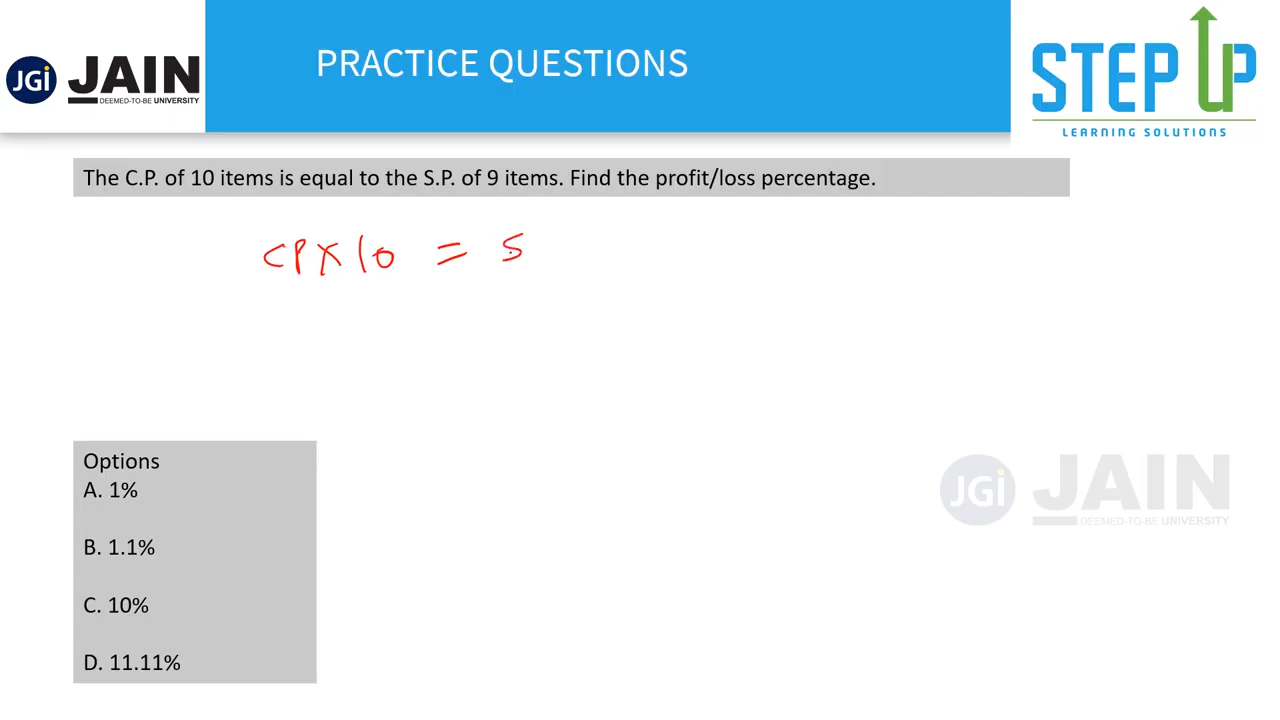 JGi JAIN
DEEMED-TO-BE UNIVERSITY
PRACTICE QUESTIONS
STEP UP
LEARNING SOLUTIONS
The C.P. of 10 items is equal to the S.P. of 9 items. Find the profit/loss percentage.
CP X 10 = S
Options
A. 1%
B. 1.1%
C. 10%
D. 11.11%
JGi JAIN
DEEMED-TO-BE UNIVERSITY